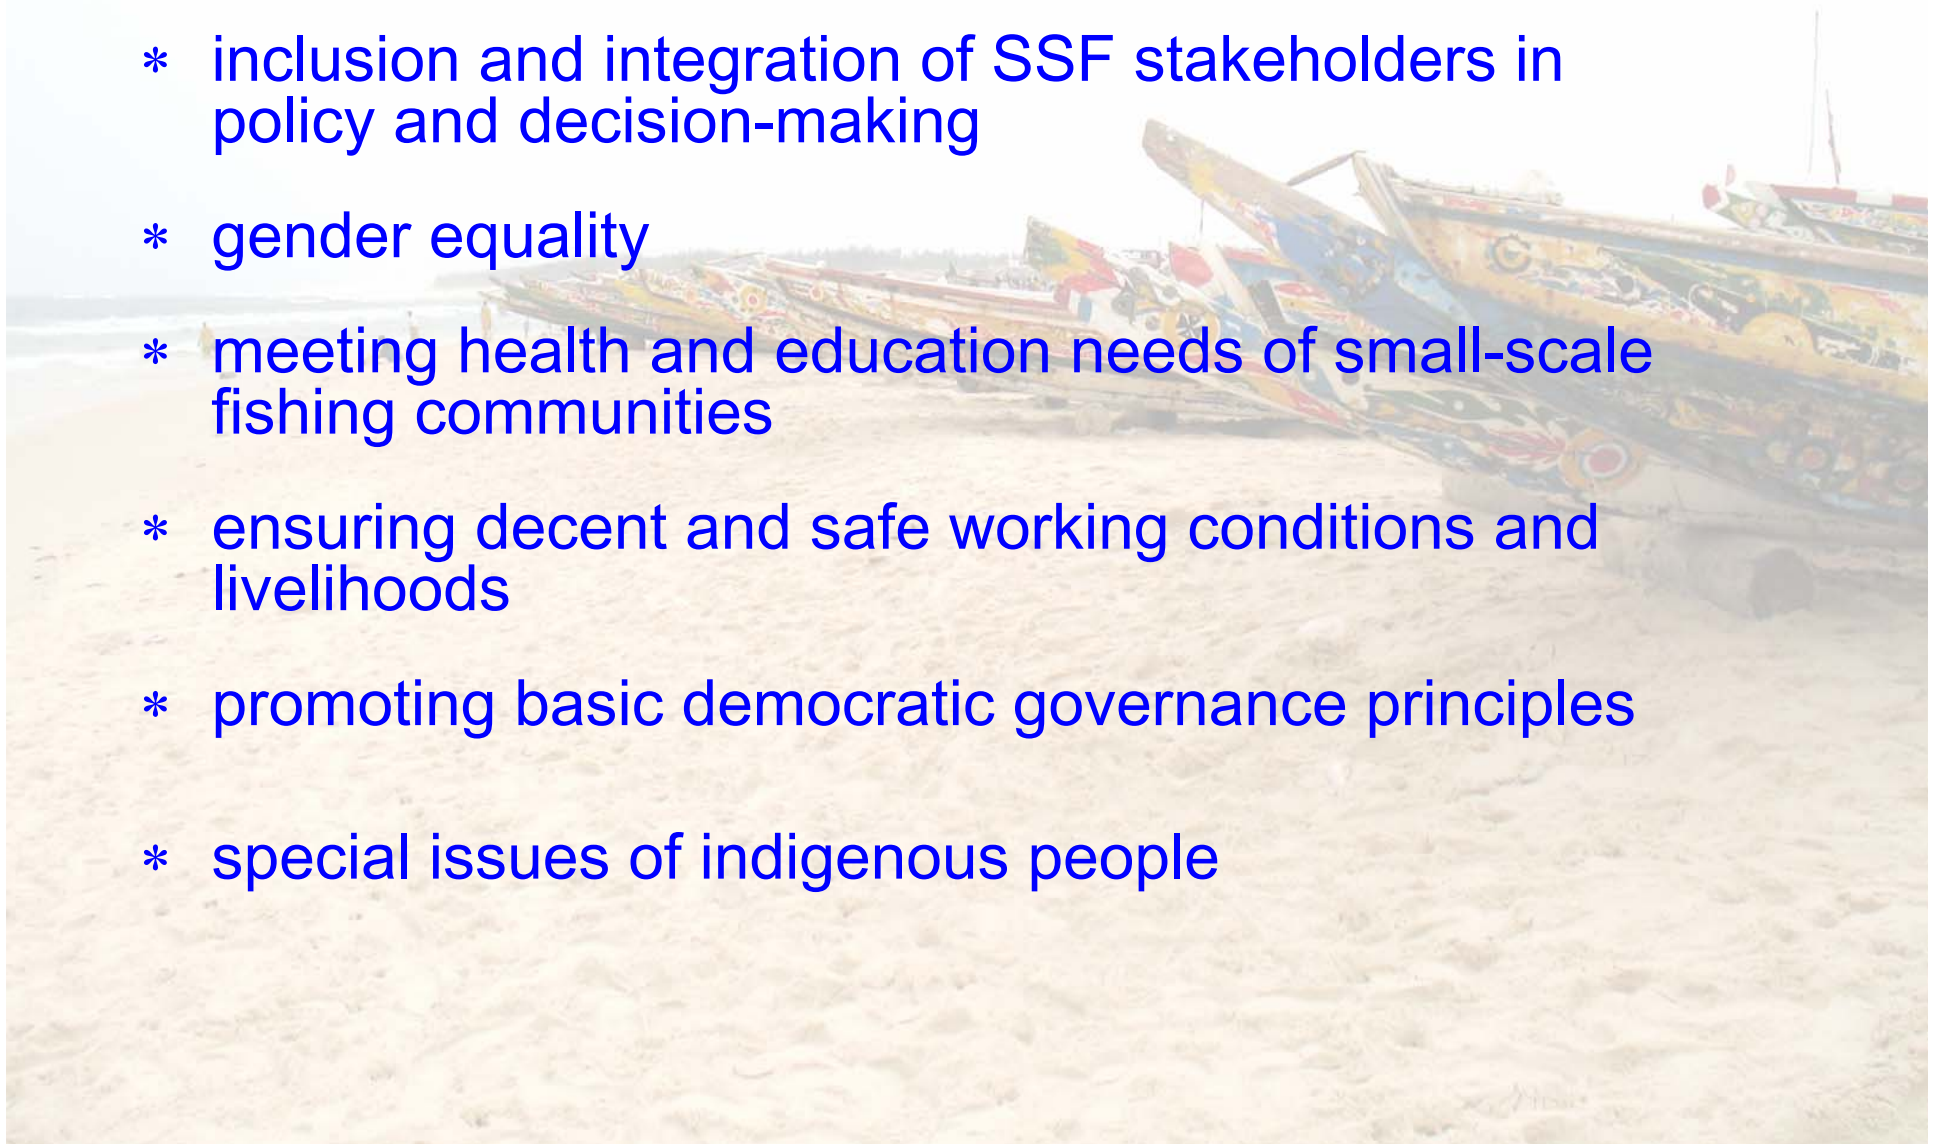 * inclusion and integration of SSF stakeholders in
policy and decision-making
* gender equality
* meeting health and education needs of small-scale
fishing communities
* ensuring decent and safe working conditions and
livelihoods
* promoting basic democratic governance principles
* special issues of indigenous people